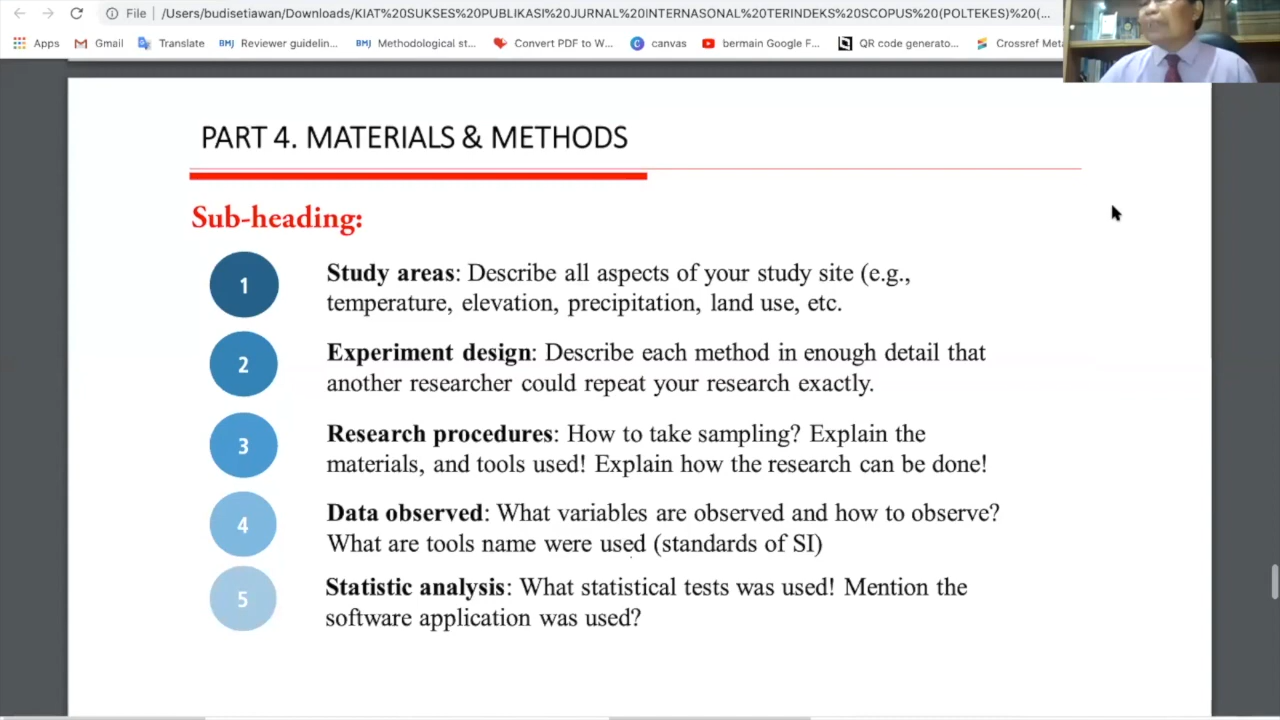 File /Users/budisetiawan/Downloads/KIAT%20SUKSES%20PUBLIKASI%20JURNAL%20INTERNASONAL%20TERINDEKS%20SCOPUS%20(POLTEKES)%20(...
Apps Gmail Translate BMJ Reviewer guidelin... BMJ Methodological st... Convert PDF to W... C canvas bermain Google F... QR code generato... Crossref Met
PART 4. MATERIALS & METHODS
Sub-heading:
1 Study areas: Describe all aspects of your study site (e.g.,
temperature, elevation, precipitation, land use, etc.
2 Experiment design: Describe each method in enough detail that
another researcher could repeat your research exactly.
3 Research procedures: How to take sampling? Explain the
materials, and tools used! Explain how the research can be done!
4 Data observed: What variables are observed and how to observe?
What are tools name were used (standards of SI)
5 Statistic analysis: What statistical tests was used! Mention the
software application was used?